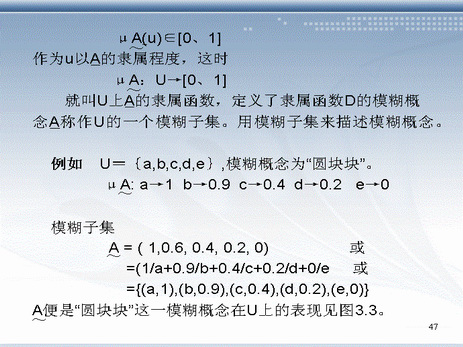 μA(u)∈[0、1]
作为u以A的隶属程度，这时
μA：U→[0、1]
就叫U上A的隶属函数，定义了隶属函数D的模糊概
念A称作U的一个模糊子集。用模糊子集来描述模糊概念。
例如 U＝｛a,b,c,d,e｝,模糊概念为“圆块块”。
μA: a→1 b→0.9 c→0.4 d→0.2 e→0
模糊子集
A = ( 1,0.6, 0.4, 0.2, 0) 或
=(1/a+0.9/b+0.4/c+0.2/d+0/e 或
={(a,1),(b,0.9),(c,0.4),(d,0.2),(e,0)}
A便是“圆块块”这一模糊概念在U上的表现见图3.3。
47